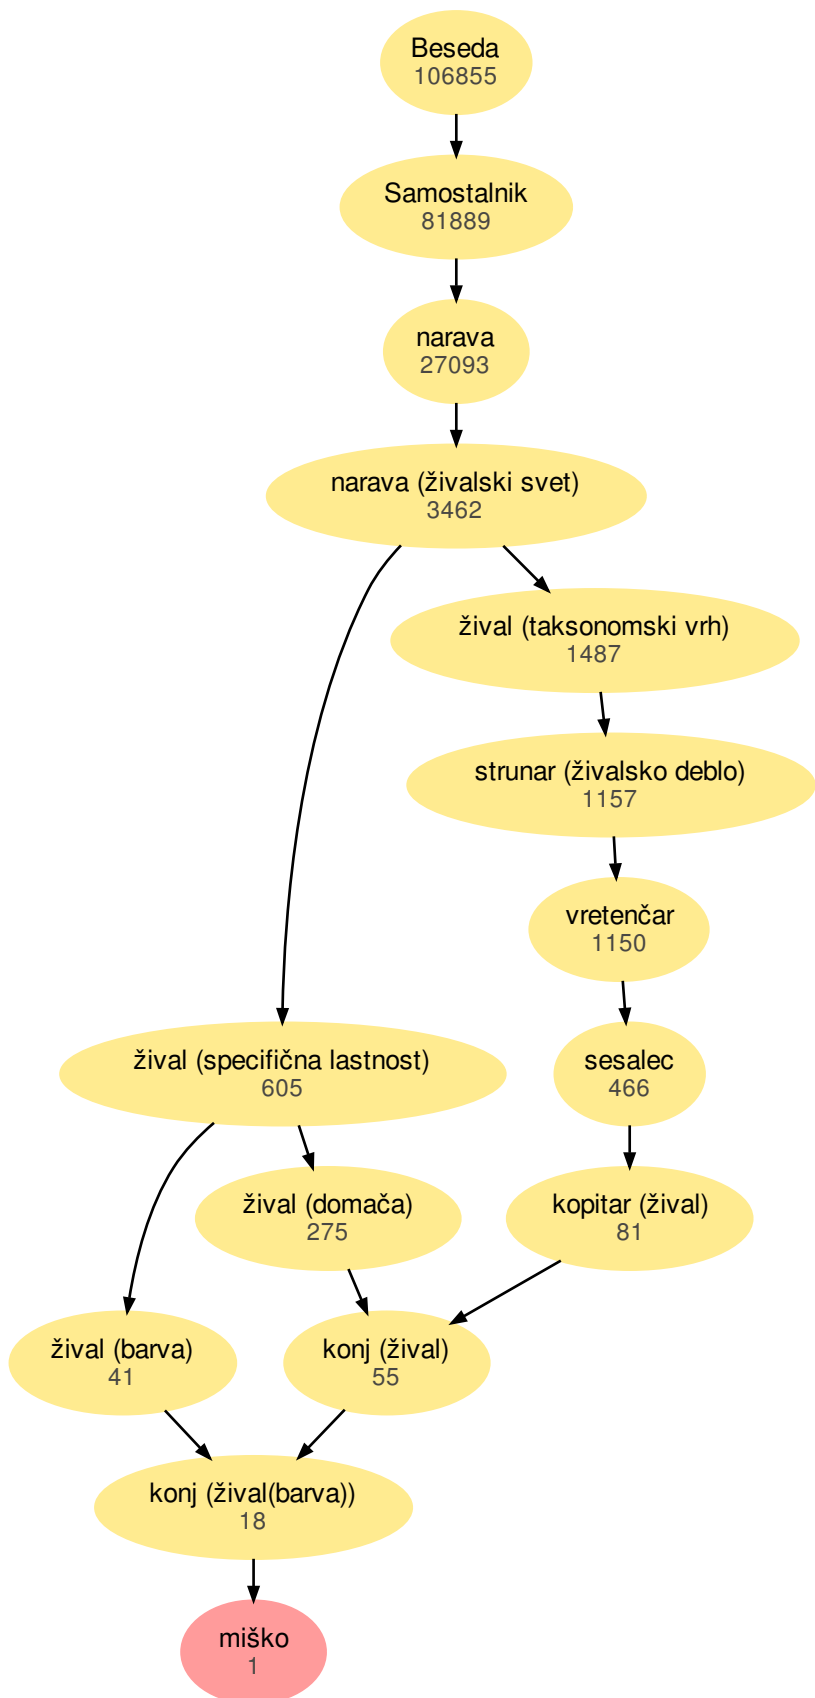 Beseda
106855
Samostalnik
81889
narava
27093
narava (živalski svet)
3462
žival (taksonomski vrh)
1487
strunar (živalsko deblo)
1157
vretenčar
1150
žival (specifična lastnost)
605
sesalec
466
žival (domača)
275
kopitar (žival)
81
žival (barva)
41
konj (žival)
55
konj (žival(barva))
18
miško
1